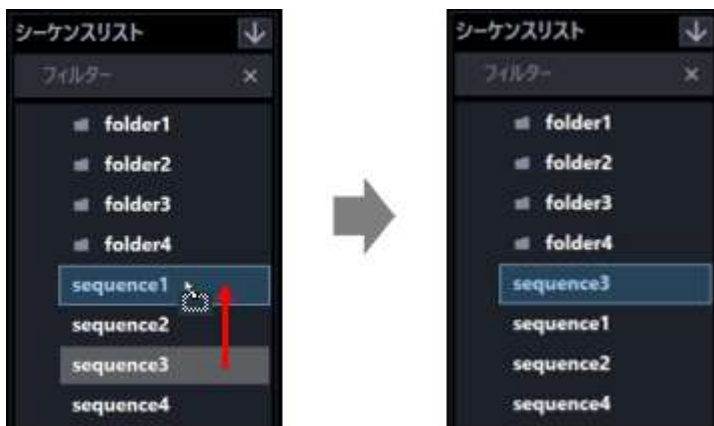 シーケンスリスト
フィルター
folder1
folder2
folder3
folder4
sequence1
sequence2
sequence3
sequence4
シーケンスリスト
フィルター
folder1
folder2
folder3
folder4
sequence3
sequence1
sequence2
sequence4